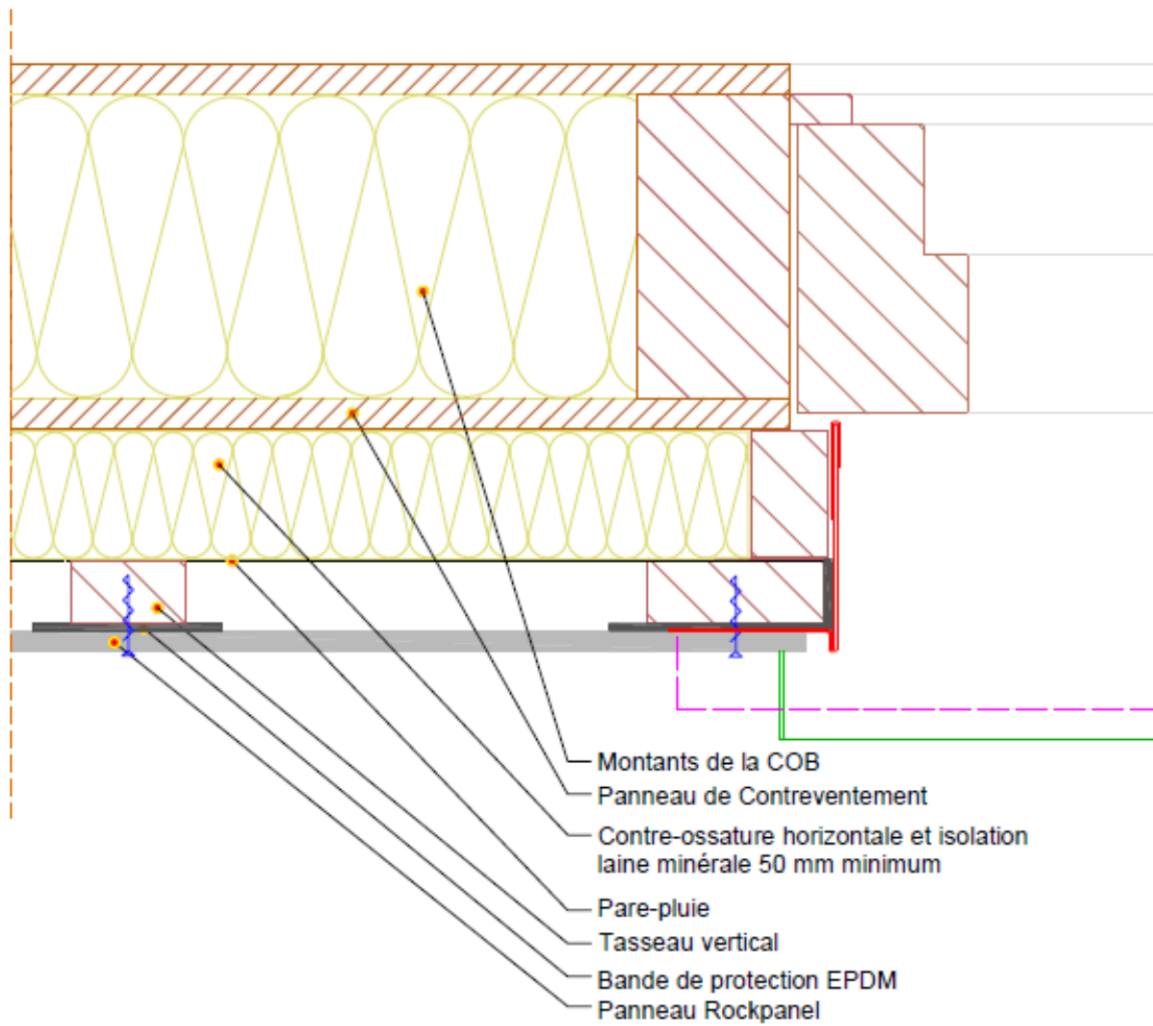 Montants de la COB
Panneau de Contreventement
Contre-ossature horizontale et isolation
laine minérale 50 mm minimum
Pare-pluie
Tasseau vertical
Bande de protection EPDM
Panneau Rockpanel